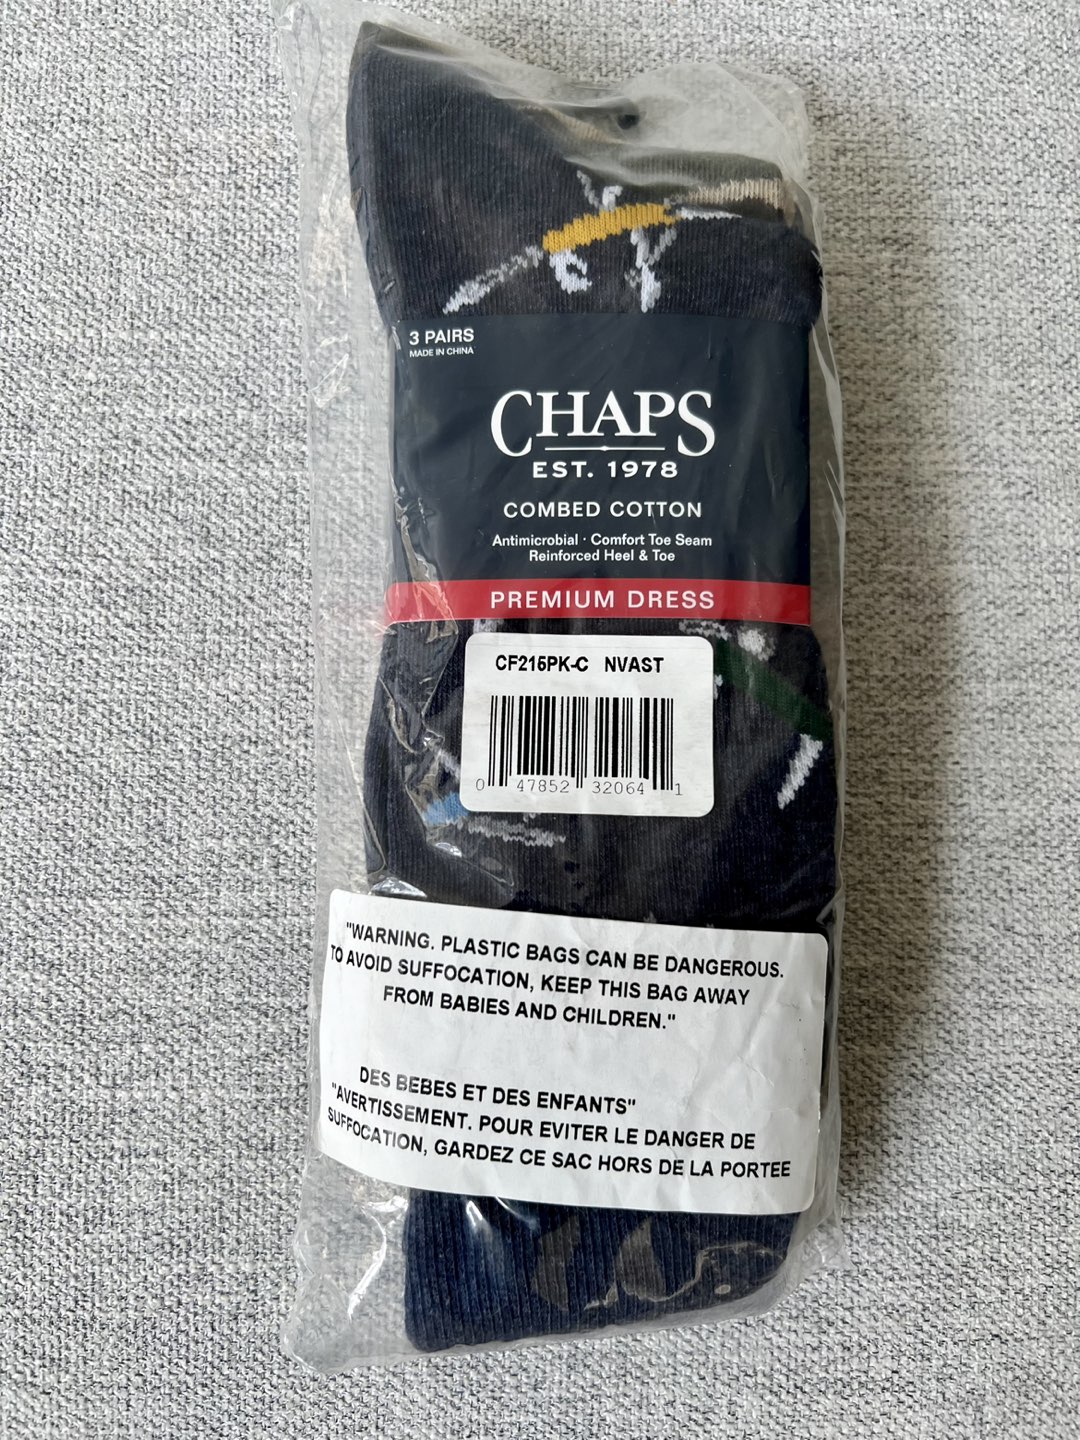 3 PAIRS
MADE IN CHINA
CHAPS
EST. 1978
COMBED COTTON
Antimicrobial · Comfort Toe Seam
Reinforced Heel & Toe
PREMIUM DRESS
CF215PK-C NVAST
0 47852 32064 1
"WARNING. PLASTIC BAGS CAN BE DANGEROUS.
TO AVOID SUFFOCATION, KEEP THIS BAG AWAY
FROM BABIES AND CHILDREN."
DES BEBES ET DES ENFANTS"
"AVERTISSEMENT. POUR EVITER LE DANGER DE
SUFFOCATION, GARDEZ CE SAC HORS DE LA PORTEE